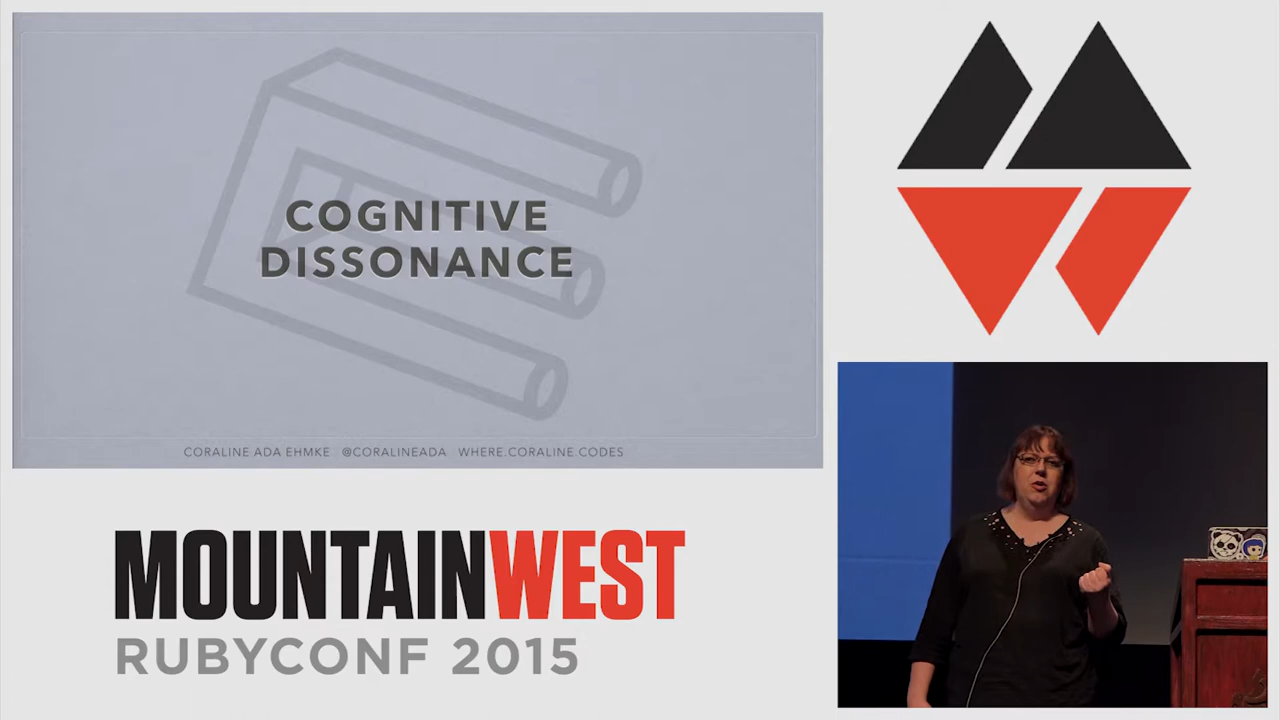 COGNITIVE
DISSONANCE
CORALINE ADA EHMKE @CORALINEADA WHERE.CORALINE.CODES
MOUNTAINWEST
RUBYCONF 2015